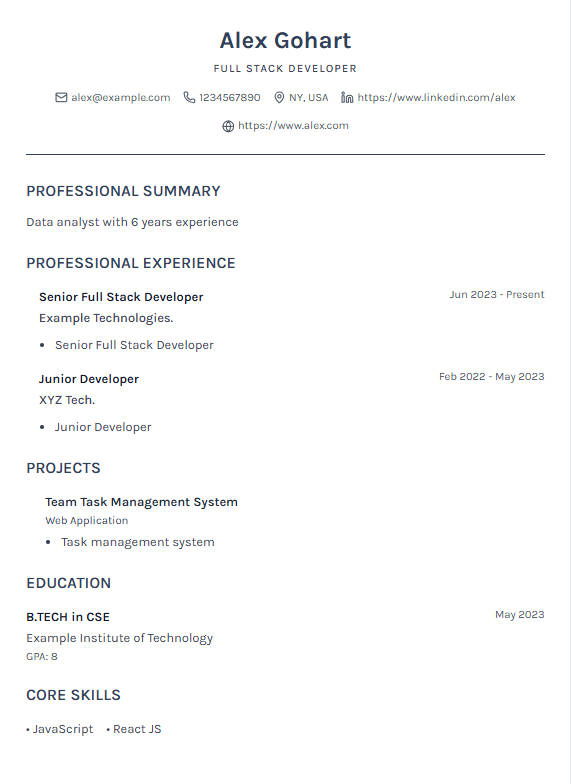 Alex Gohart
FULL STACK DEVELOPER
alex@example.com 1234567890 NY, USA https://www.linkedin.com/alex
https://www.alex.com
PROFESSIONAL SUMMARY
Data analyst with 6 years experience
PROFESSIONAL EXPERIENCE
Senior Full Stack Developer Jun 2023 - Present
Example Technologies.
• Senior Full Stack Developer
Junior Developer Feb 2022 - May 2023
XYZ Tech.
• Junior Developer
PROJECTS
Team Task Management System
Web Application
• Task management system
EDUCATION
B.TECH in CSE May 2023
Example Institute of Technology
GPA: 8
CORE SKILLS
• JavaScript • React JS